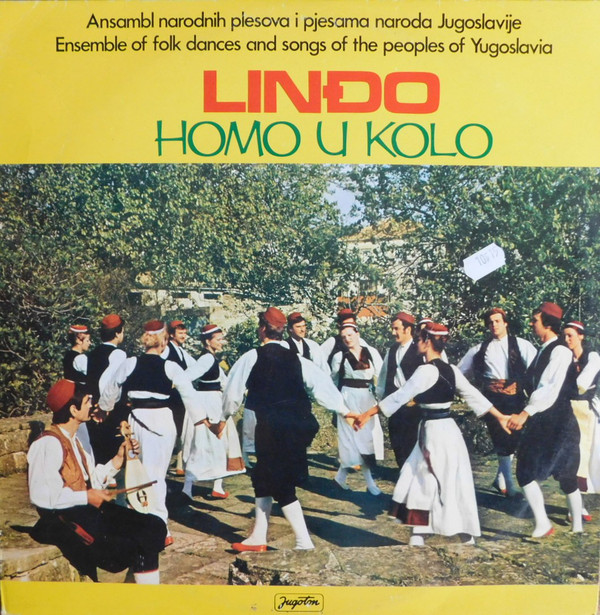 Ansambl narodnih plesova i pjesama naroda Jugoslavije
Ensemble of folk dances and songs of the peoples of Yugoslavia
LINĐO
HOMO U KOLO
Jugoton